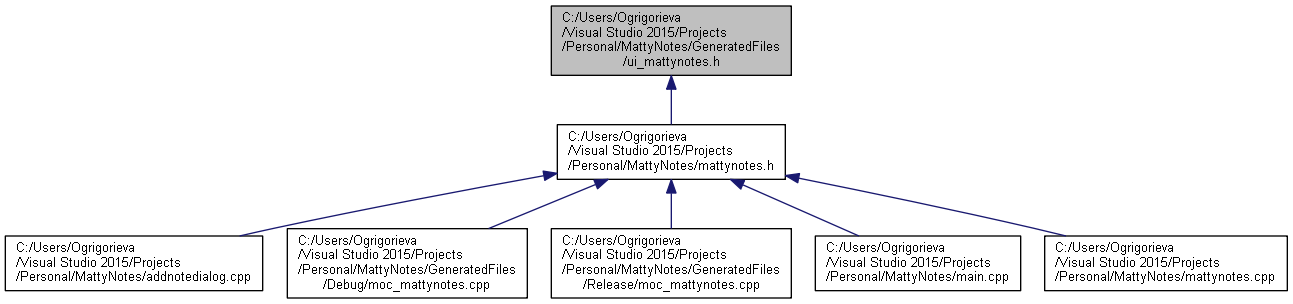 C:/Users/Ogrigorieva
/Visual Studio 2015/Projects
/Personal/MattyNotes/GeneratedFiles
/ui_mattynotes.h
C:/Users/Ogrigorieva
/Visual Studio 2015/Projects
/Personal/MattyNotes/mattynotes.h
C:/Users/Ogrigorieva
/Visual Studio 2015/Projects
/Personal/MattyNotes/addnotedialog.cpp
C:/Users/Ogrigorieva
/Visual Studio 2015/Projects
/Personal/MattyNotes/GeneratedFiles
/Debug/moc_mattynotes.cpp
C:/Users/Ogrigorieva
/Visual Studio 2015/Projects
/Personal/MattyNotes/GeneratedFiles
/Release/moc_mattynotes.cpp
C:/Users/Ogrigorieva
/Visual Studio 2015/Projects
/Personal/MattyNotes/main.cpp
C:/Users/Ogrigorieva
/Visual Studio 2015/Projects
/Personal/MattyNotes/mattynotes.cpp